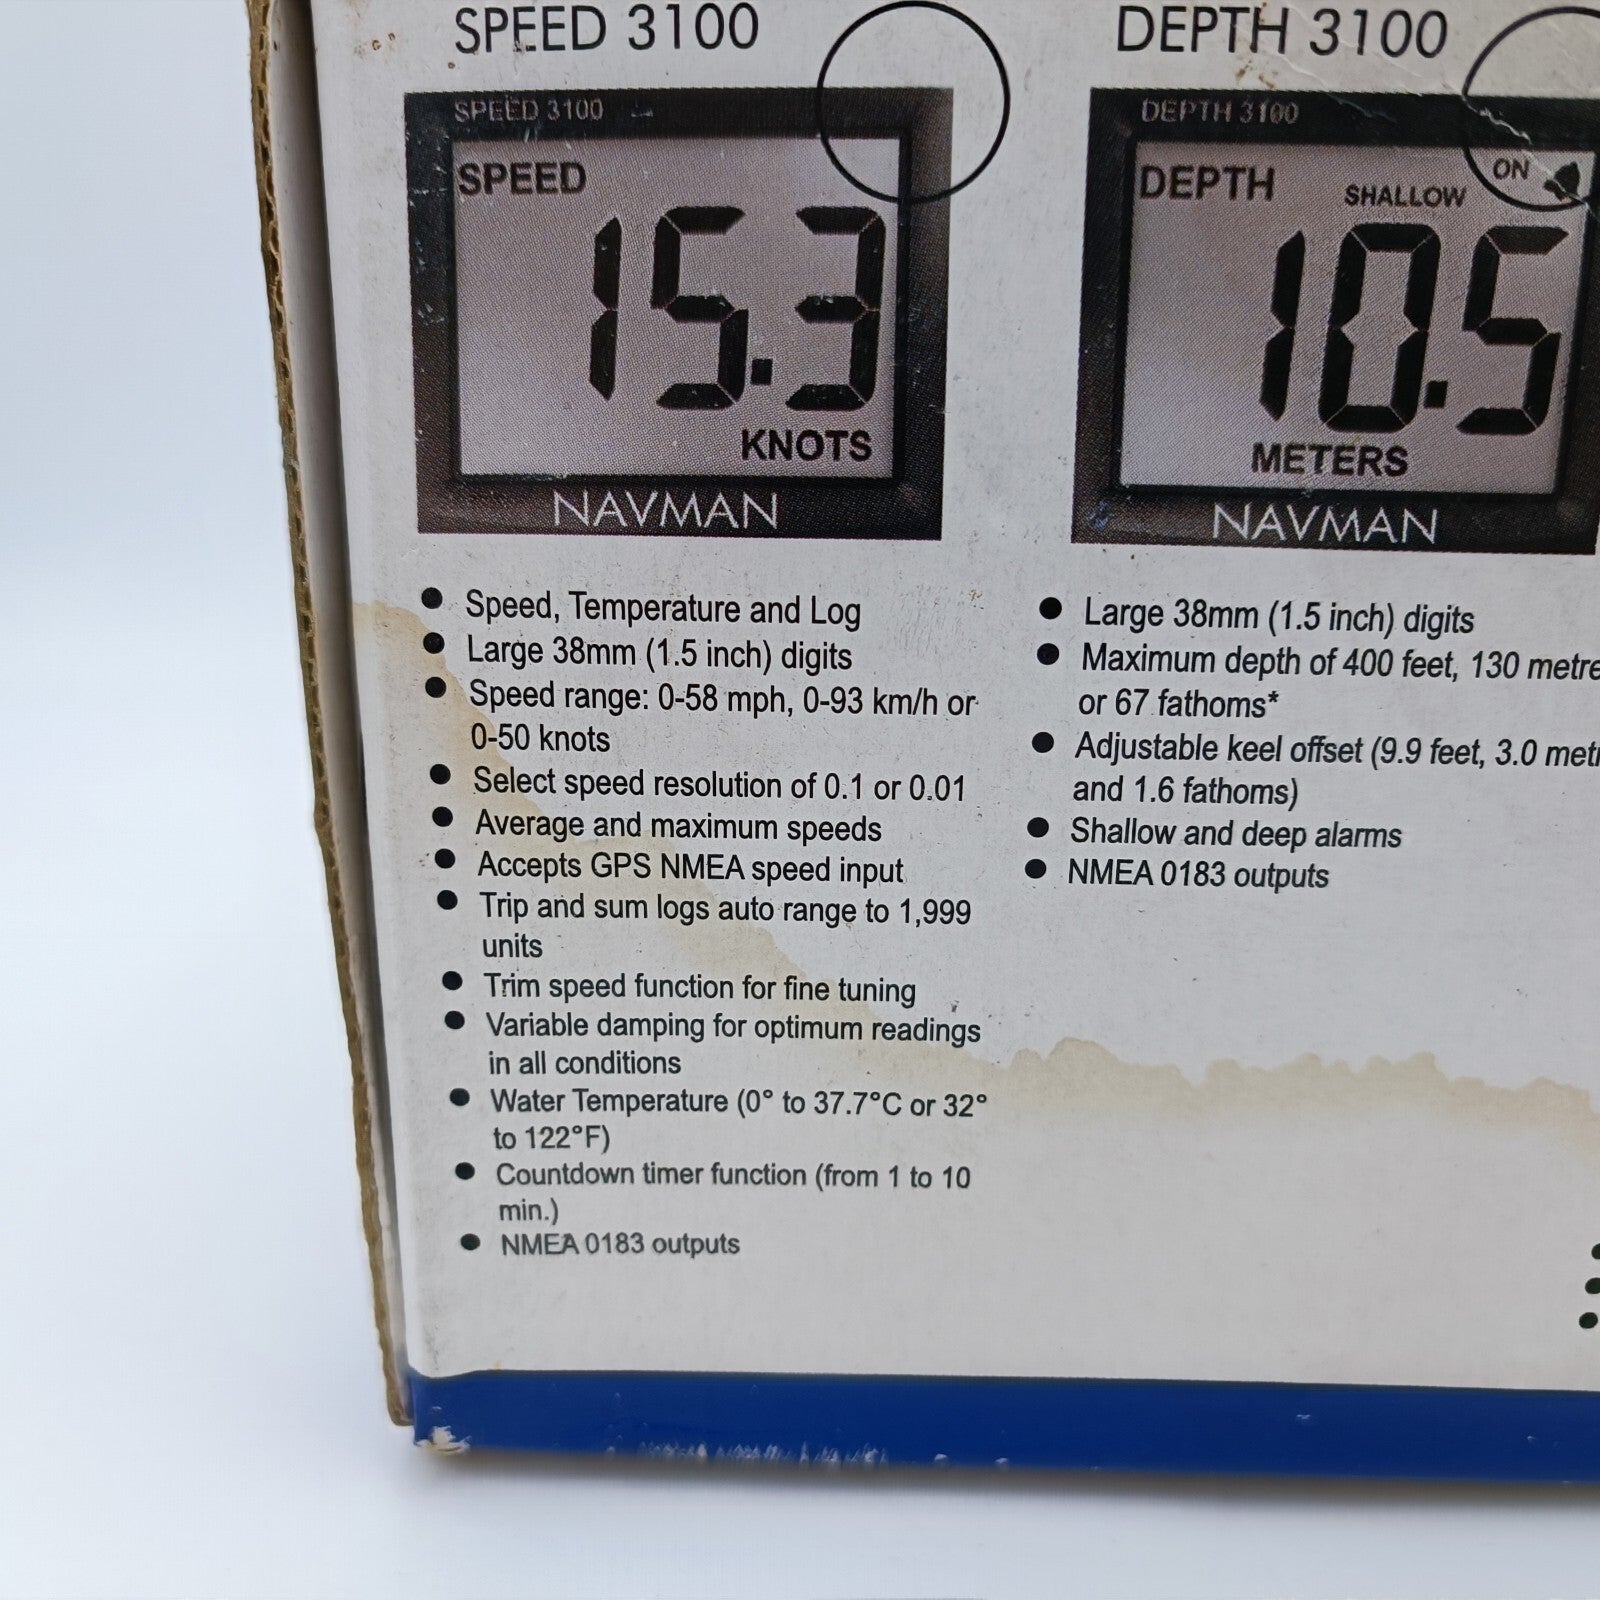 SPEED 3100
SPEED 3100
SPEED
15.3
KNOTS
NAVMAN
• Speed, Temperature and Log
• Large 38mm (1.5 inch) digits
• Speed range: 0-58 mph, 0-93 km/h or
0-50 knots
• Select speed resolution of 0.1 or 0.01
• Average and maximum speeds
• Accepts GPS NMEA speed input
• Trip and sum logs auto range to 1,999
units
• Trim speed function for fine tuning
• Variable damping for optimum readings
in all conditions
• Water Temperature (0° to 37.7°C or 32°
to 122°F)
• Countdown timer function (from 1 to 10
min.)
• NMEA 0183 outputs
DEPTH 3100
DEPTH 3100
DEPTH SHALLOW ON
10.5
METERS
NAVMAN
• Large 38mm (1.5 inch) digits
• Maximum depth of 400 feet, 130 metre
or 67 fathoms*
• Adjustable keel offset (9.9 feet, 3.0 metr
and 1.6 fathoms)
• Shallow and deep alarms
• NMEA 0183 outputs